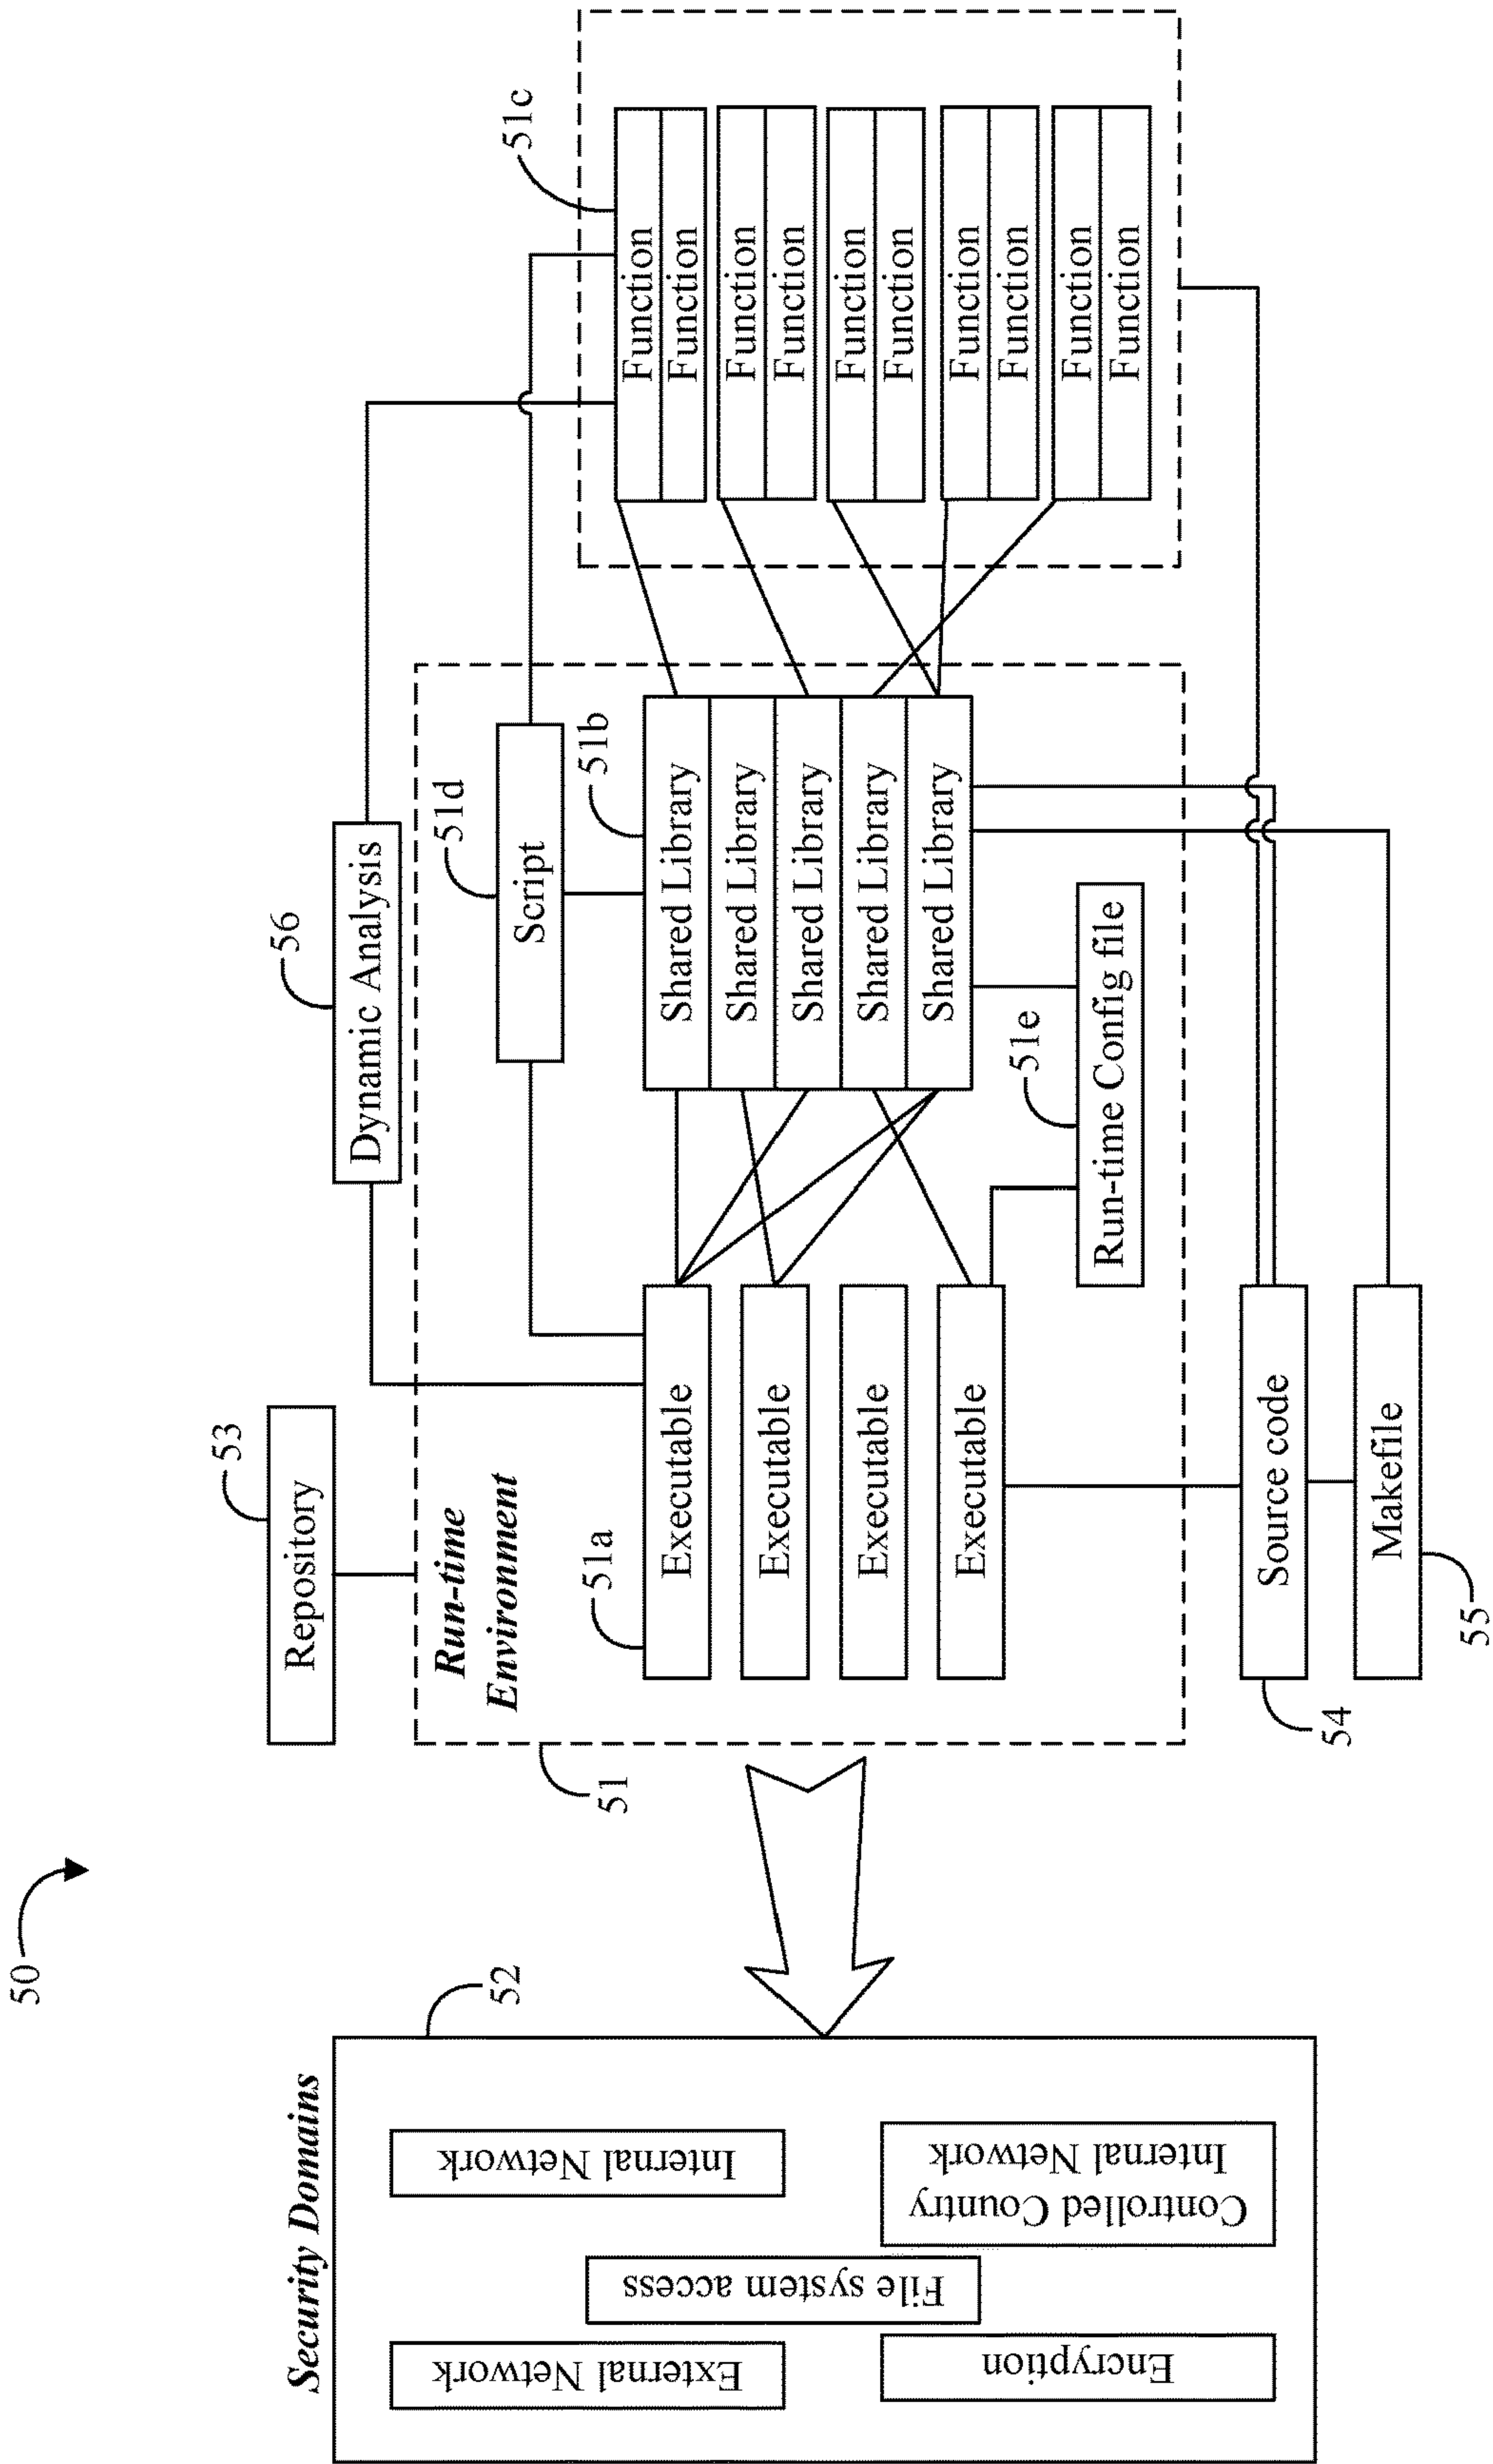 50
Security Domains
52
External Network
Internal Network
File system access
Encryption
Controlled Country
Internal Network
Repository
53
Dynamic Analysis
56
Run-time
Environment
51
Script
51d
51a
Executable
Executable
Executable
Executable
51b
Shared Library
Shared Library
Shared Library
Shared Library
Shared Library
51e
Run-time Config file
51c
Function
Function
Function
Function
Function
Function
Function
Function
Function
Function
Source code
54
Makefile
55